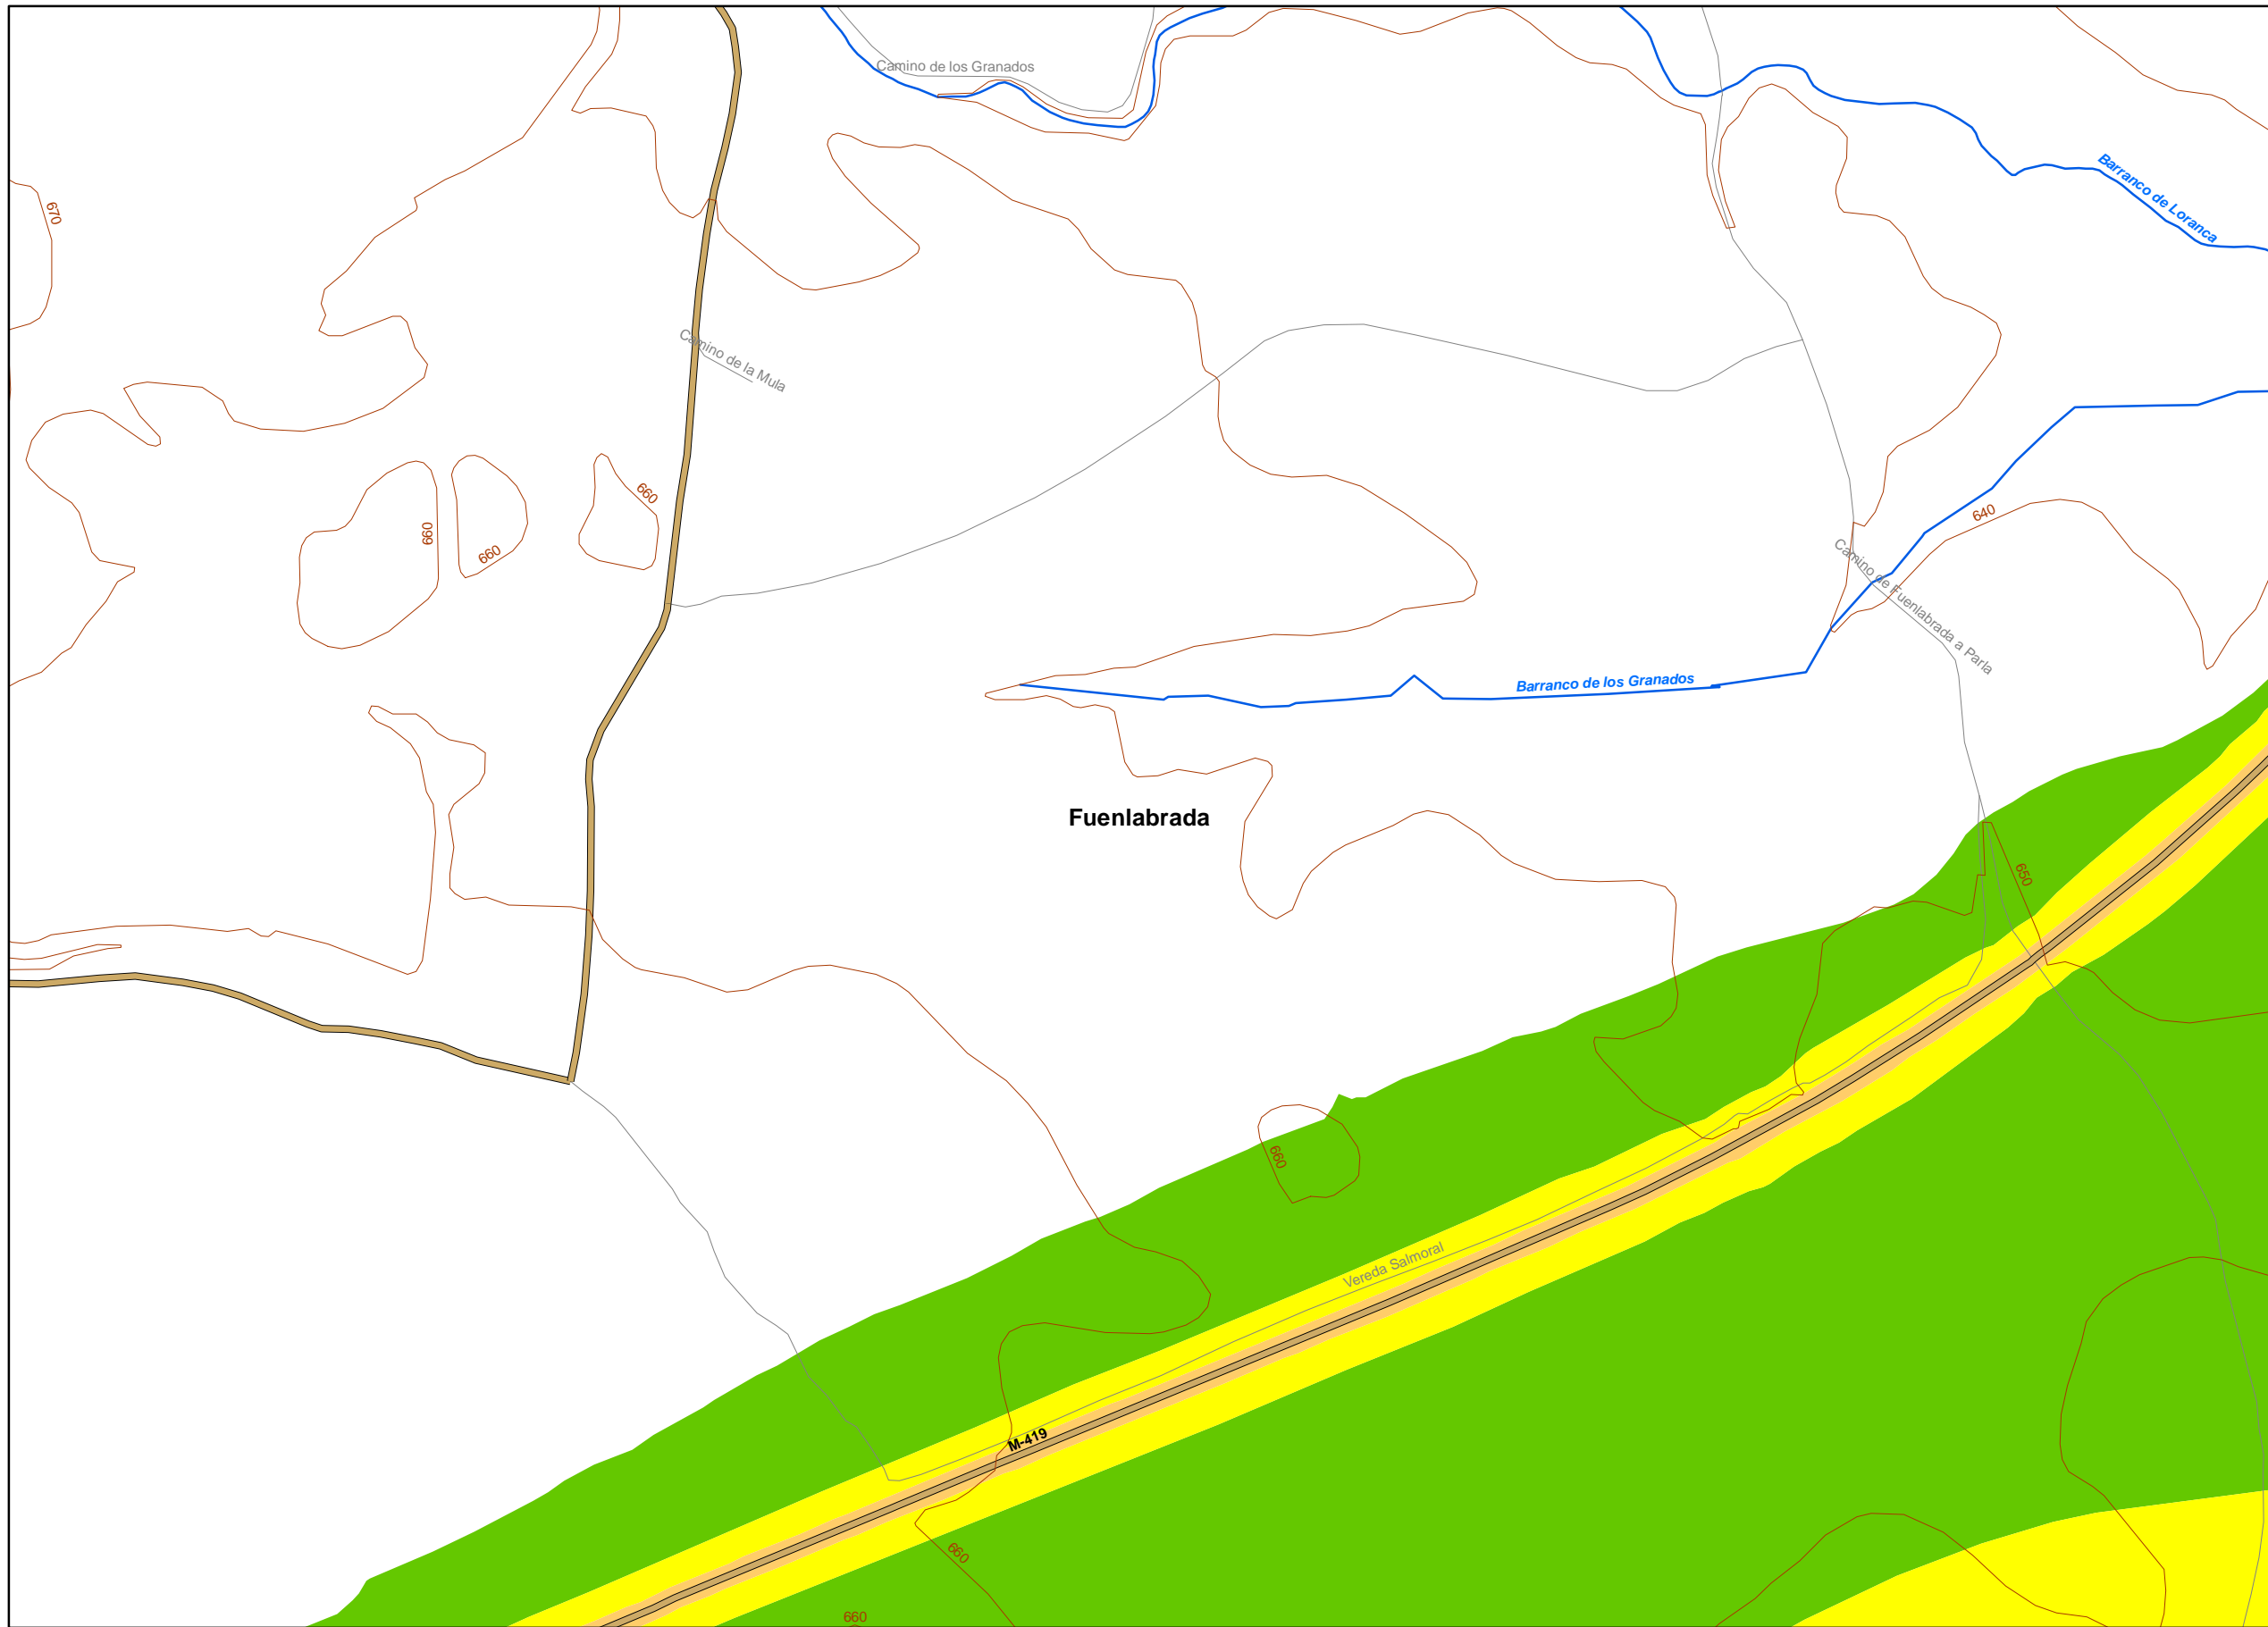 Camino de los Granados
Barranco de Loranca
670
Camino de la Mula
660
660
660
640
Camino de Fuenlabrada a Parla
Barranco de los Granados
Fuenlabrada
650
660
Vereda Salmoral
M-419
660
660